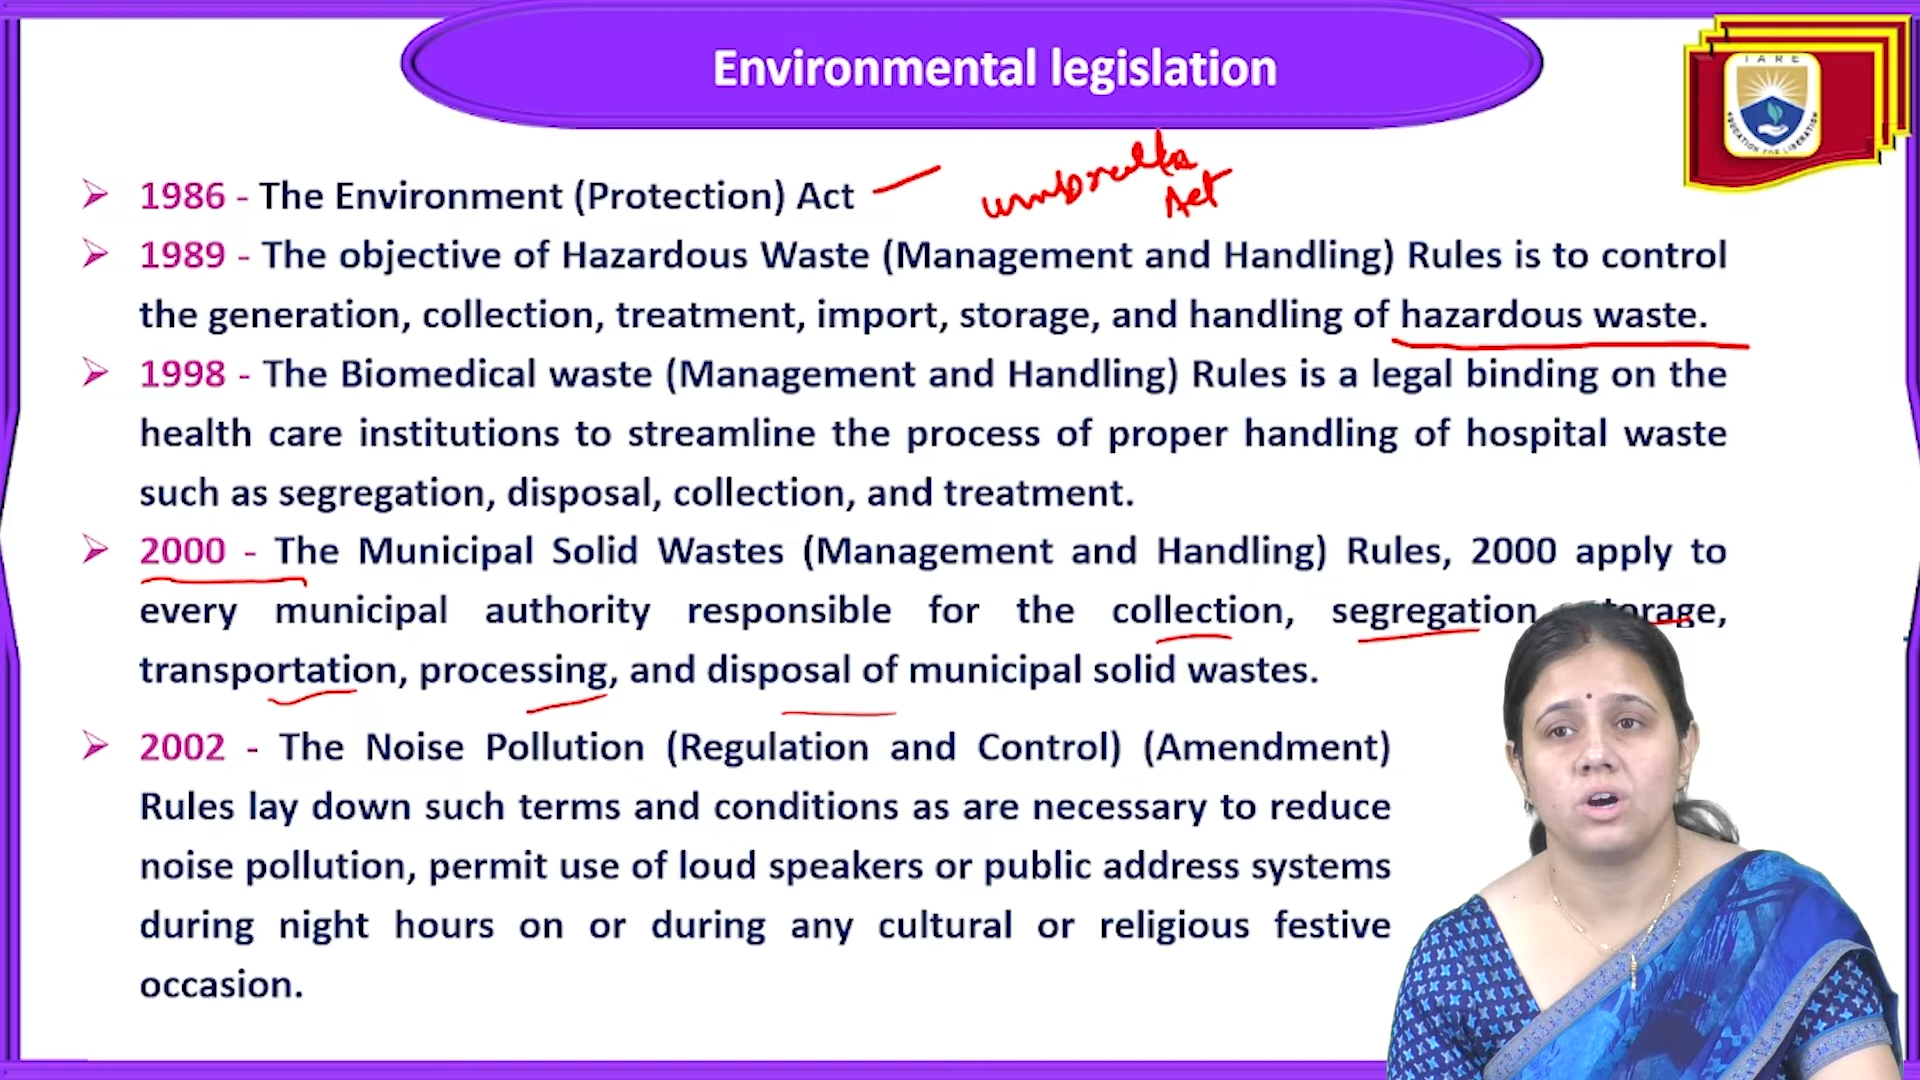 Environmental legislation
IARE
EDUCATION FOR LIBERATION
➢ 1986 - The Environment (Protection) Act
umbrella
Act
➢ 1989 - The objective of Hazardous Waste (Management and Handling) Rules is to control
the generation, collection, treatment, import, storage, and handling of hazardous waste.
➢ 1998 - The Biomedical waste (Management and Handling) Rules is a legal binding on the
health care institutions to streamline the process of proper handling of hospital waste
such as segregation, disposal, collection, and treatment.
➢ 2000 - The Municipal Solid Wastes (Management and Handling) Rules, 2000 apply to
every municipal authority responsible for the collection, segregation storage,
transportation, processing, and disposal of municipal solid wastes.
➢ 2002 - The Noise Pollution (Regulation and Control) (Amendment)
Rules lay down such terms and conditions as are necessary to reduce
noise pollution, permit use of loud speakers or public address systems
during night hours on or during any cultural or religious festive
occasion.